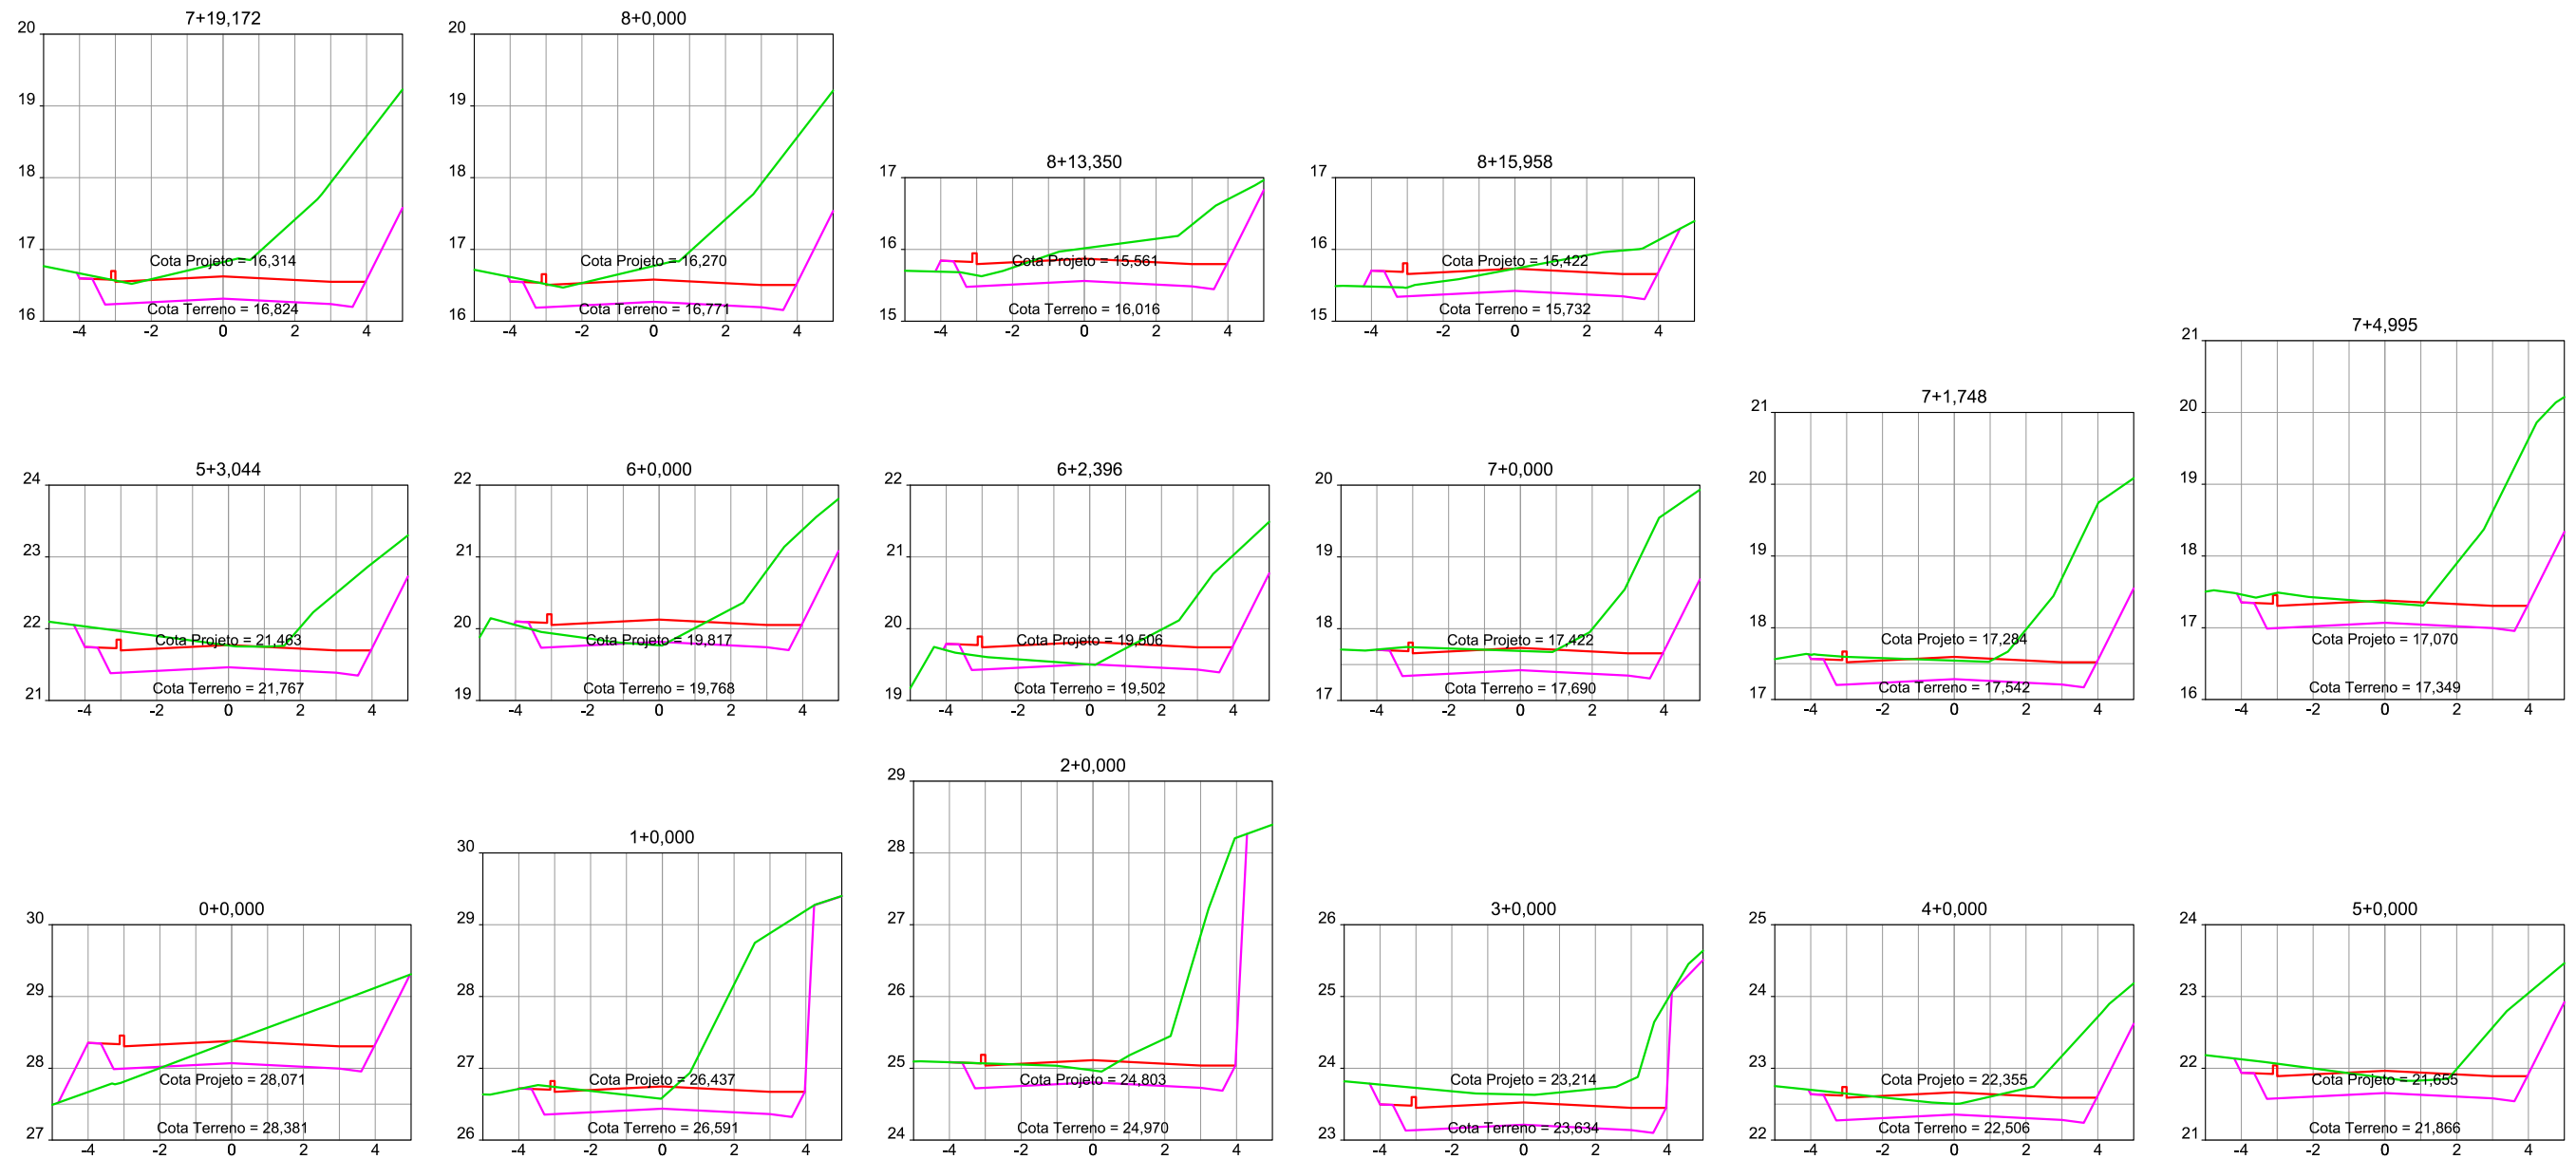 7+19,172
20
19
18
17
16
Cota Projeto = 16,314
Cota Terreno = 16,824
-4 -2 0 2 4
8+0,000
20
19
18
17
16
Cota Projeto = 16,270
Cota Terreno = 16,771
-4 -2 0 2 4
8+13,350
17
16
15
Cota Projeto = 15,561
Cota Terreno = 16,016
-4 -2 0 2 4
8+15,958
17
16
15
Cota Projeto = 15,422
Cota Terreno = 15,732
-4 -2 0 2 4
5+3,044
24
23
22
21
Cota Projeto = 21,463
Cota Terreno = 21,767
-4 -2 0 2 4
6+0,000
22
21
20
19
Cota Projeto = 19,817
Cota Terreno = 19,768
-4 -2 0 2 4
6+2,396
22
21
20
19
Cota Projeto = 19,506
Cota Terreno = 19,502
-4 -2 0 2 4
7+0,000
20
19
18
17
Cota Projeto = 17,422
Cota Terreno = 17,690
-4 -2 0 2 4
7+1,748
21
20
19
18
17
Cota Projeto = 17,284
Cota Terreno = 17,542
-4 -2 0 2 4
7+4,995
21
20
19
18
17
16
Cota Projeto = 17,070
Cota Terreno = 17,349
-4 -2 0 2 4
0+0,000
30
29
28
27
Cota Projeto = 28,071
Cota Terreno = 28,381
-4 -2 0 2 4
1+0,000
30
29
28
27
26
Cota Projeto = 26,437
Cota Terreno = 26,591
-4 -2 0 2 4
2+0,000
29
28
27
26
25
24
Cota Projeto = 24,803
Cota Terreno = 24,970
-4 -2 0 2 4
3+0,000
26
25
24
23
Cota Projeto = 23,214
Cota Terreno = 23,634
-4 -2 0 2 4
4+0,000
25
24
23
22
Cota Projeto = 22,355
Cota Terreno = 22,506
-4 -2 0 2 4
5+0,000
24
23
22
21
Cota Projeto = 21,655
Cota Terreno = 21,866
-4 -2 0 2 4